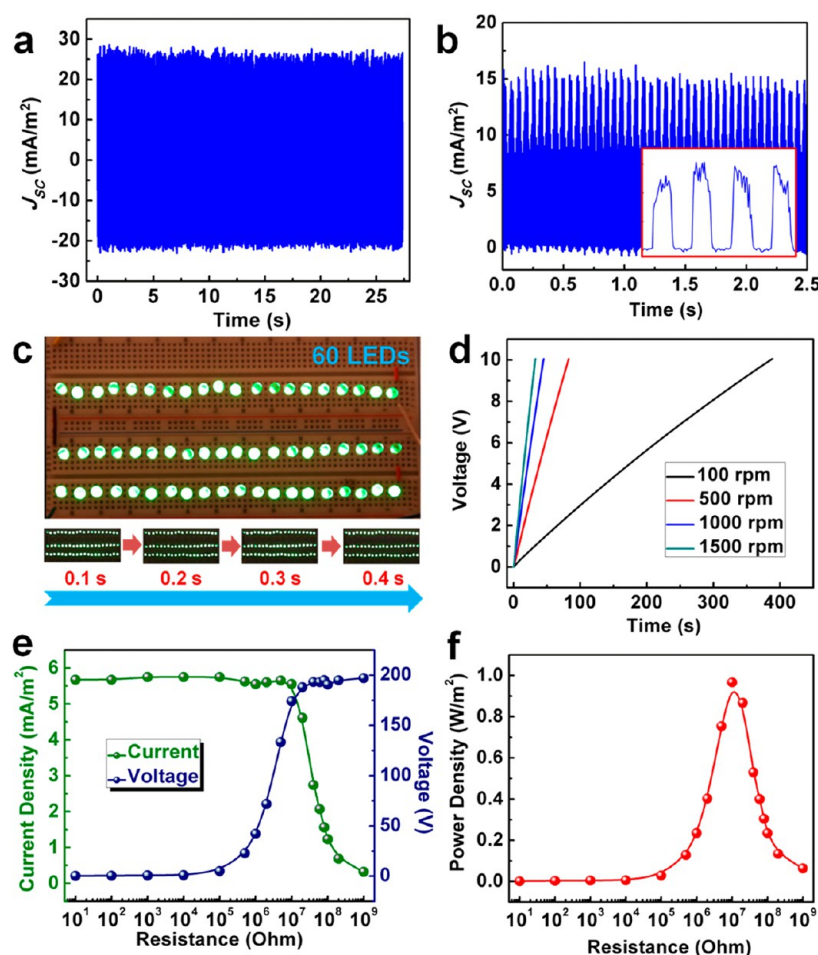 a
30
20
10
0
-10
-20
-30
J_SC (mA/m²)
0 5 10 15 20 25
Time (s)
b
20
15
10
5
0
J_SC (mA/m²)
0.0 0.5 1.0 1.5 2.0 2.5
Time (s)
c
60 LEDs
0.1 s 0.2 s 0.3 s 0.4 s
d
10
8
6
4
2
0
Voltage (V)
100 rpm
500 rpm
1000 rpm
1500 rpm
0 100 200 300 400
Time (s)
e
6
5
4
3
2
1
0
Current Density (mA/m²)
Current
Voltage
200
150
100
50
0
Voltage (V)
10¹ 10² 10³ 10⁴ 10⁵ 10⁶ 10⁷ 10⁸ 10⁹
Resistance (Ohm)
f
1.0
0.8
0.6
0.4
0.2
0.0
Power Density (W/m²)
10¹ 10² 10³ 10⁴ 10⁵ 10⁶ 10⁷ 10⁸ 10⁹
Resistance (Ohm)